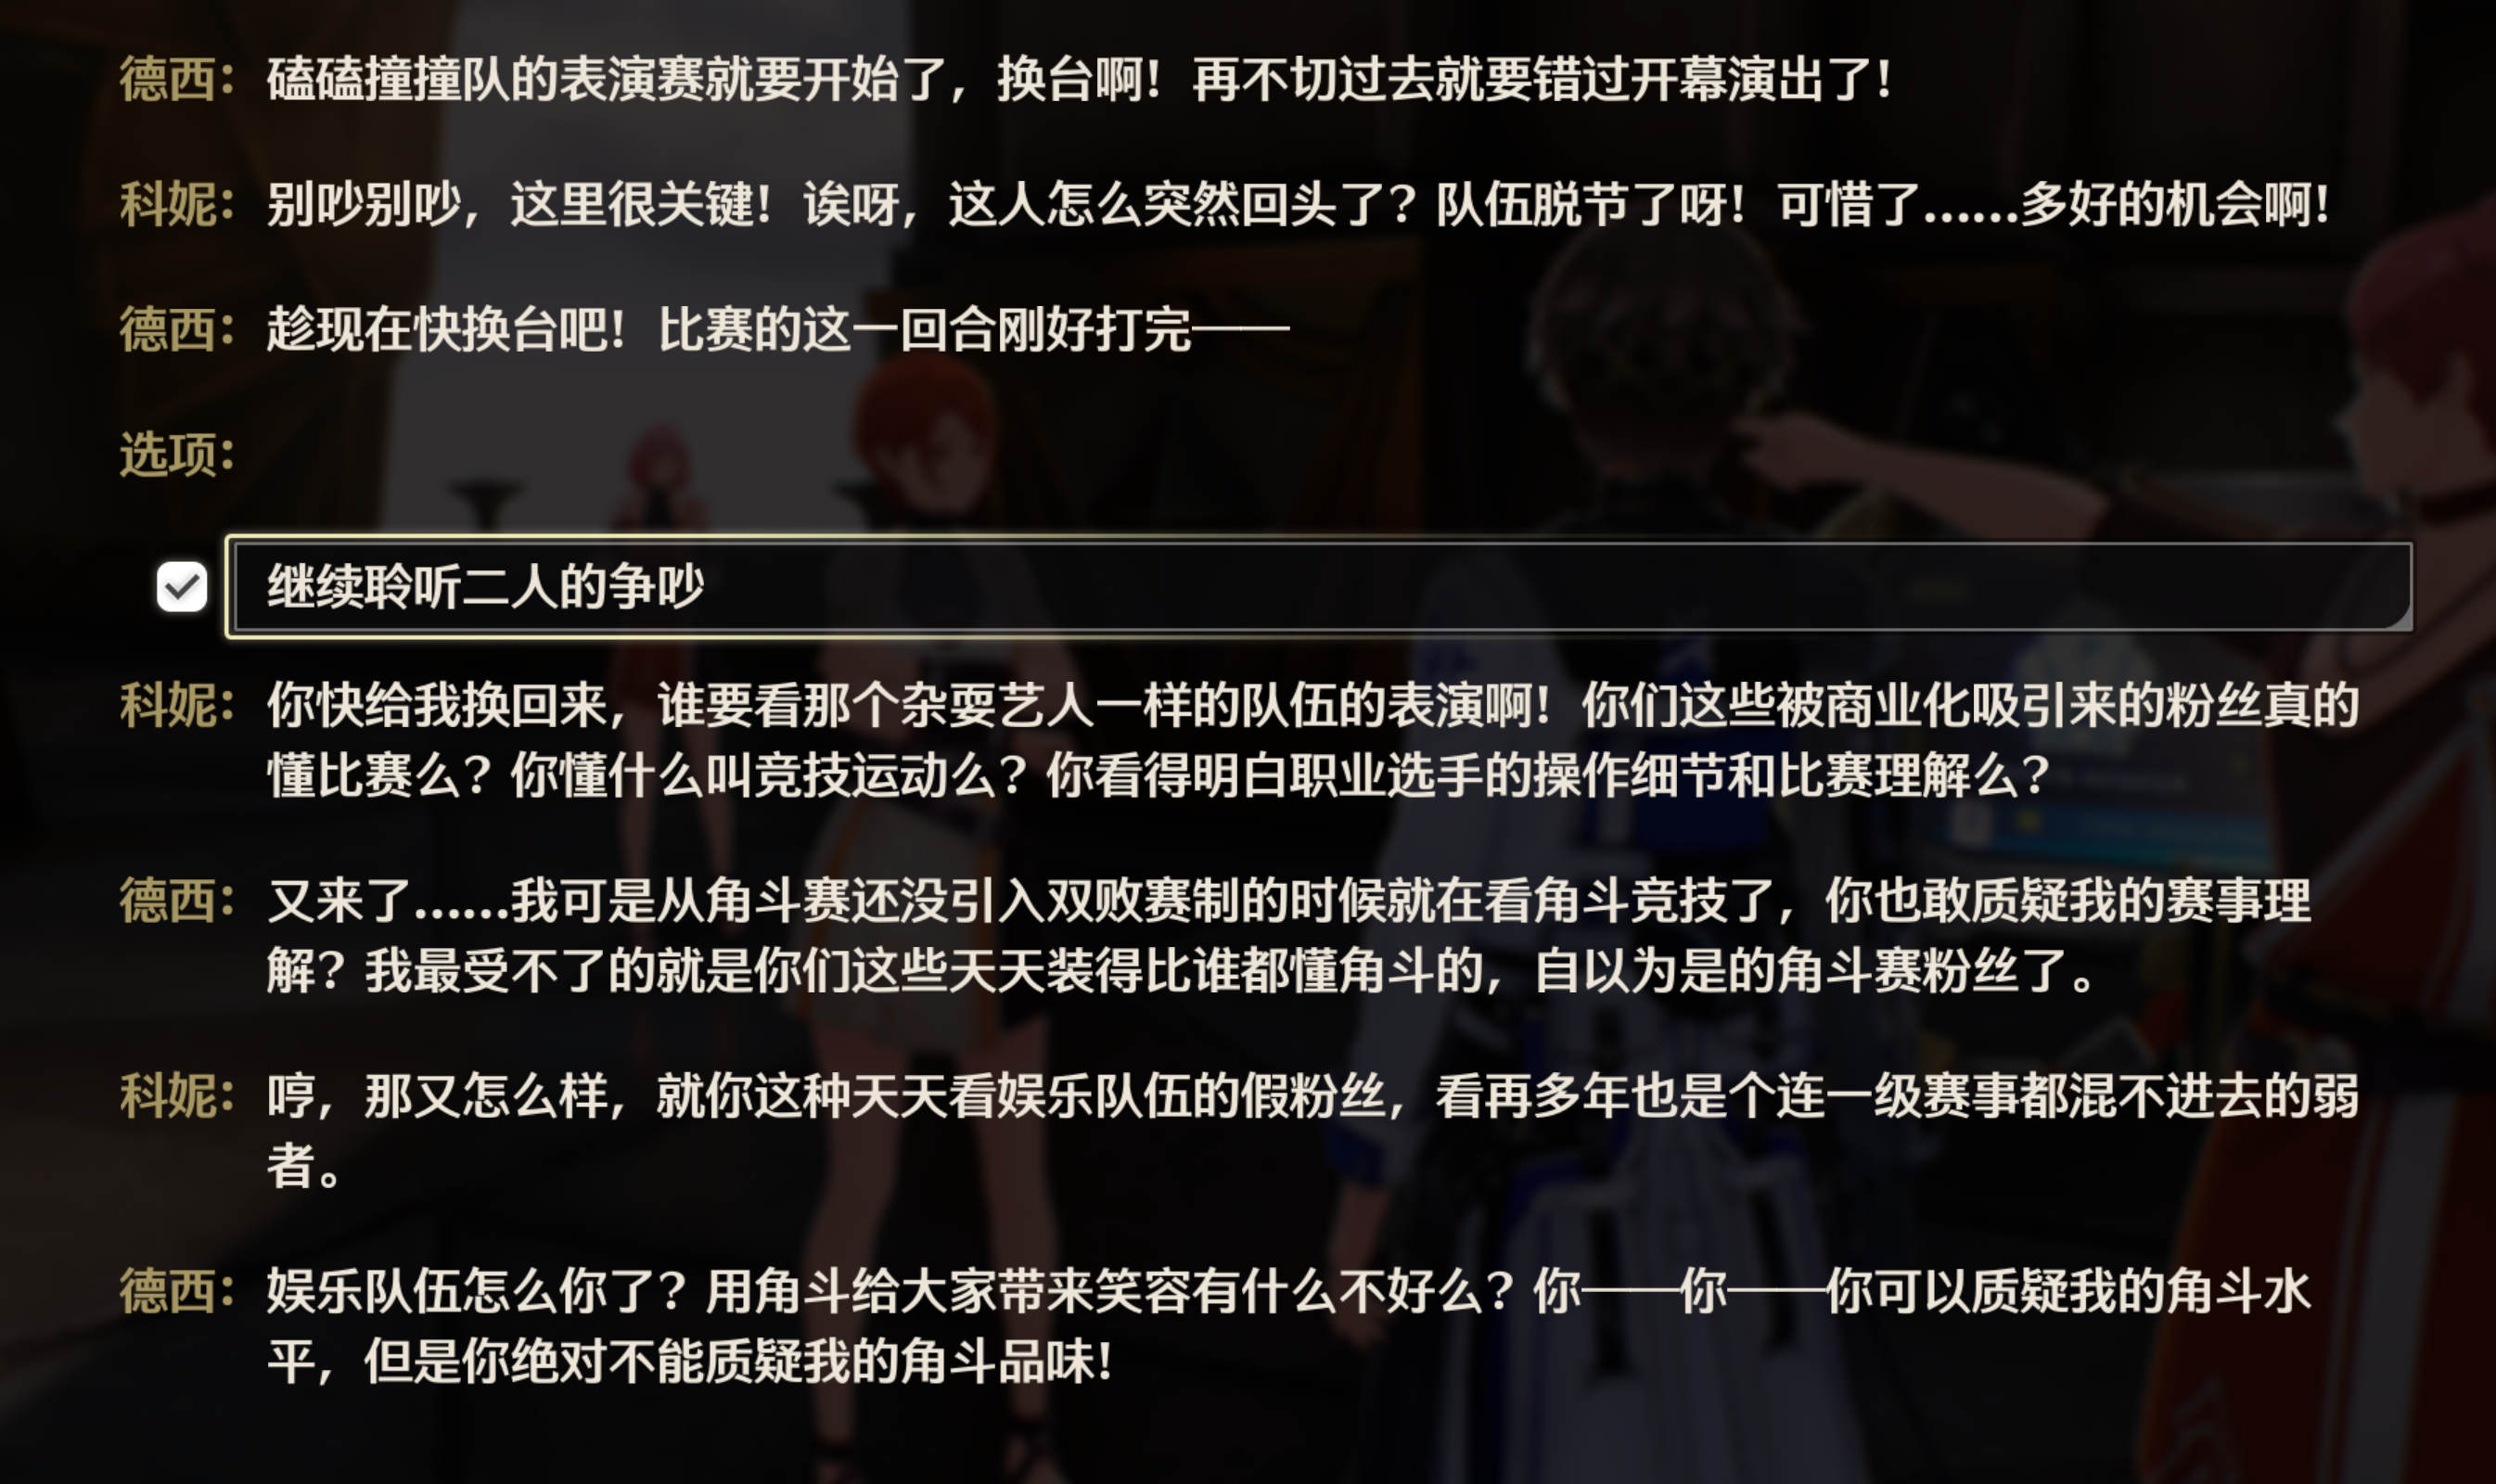 德西：磕磕撞撞队的表演赛就要开始了，换台啊！再不切过去就要错过开幕演出了！
科妮：别吵别吵，这里很关键！诶呀，这人怎么突然回头了？队伍脱节了呀！可惜了……多好的机会啊！
德西：趁现在快换台吧！比赛的这一回合刚好打完——
选项：
继续聆听二人的争吵
科妮：你快给我换回来，谁要看那个杂耍艺人一样的队伍的表演啊！你们这些被商业化吸引来的粉丝真的
懂比赛么？你懂什么叫竞技运动么？你看得明白职业选手的操作细节和比赛理解么？
德西：又来了……我可是从角斗赛还没引入双败赛制的时候就在看角斗竞技了，你也敢质疑我的赛事理
解？我最受不了的就是你们这些天天装得比谁都懂角斗的，自以为是的角斗赛粉丝了。
科妮：哼，那又怎么样，就你这种天天看娱乐队伍的假粉丝，看再多年也是个连一级赛事都混不进去的弱
者。
德西：娱乐队伍怎么你了？用角斗给大家带来笑容有什么不好么？你——你——你可以质疑我的角斗水
平，但是你绝对不能质疑我的角斗品味！